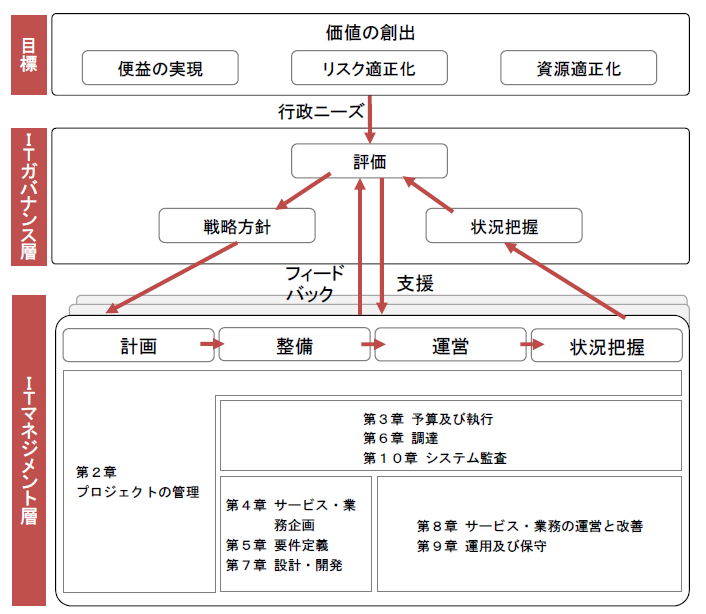 目標
価値の創出
便益の実現
リスク適正化
資源適正化
行政ニーズ
ITガバナンス層
評価
戦略方針
状況把握
フィード
バック
支援
ITマネジメント層
計画
整備
運営
状況把握
第2章
プロジェクトの管理
第3章 予算及び執行
第6章 調達
第10章 システム監査
第4章 サービス・業
務企画
第5章 要件定義
第7章 設計・開発
第8章 サービス・業務の運営と改善
第9章 運用及び保守